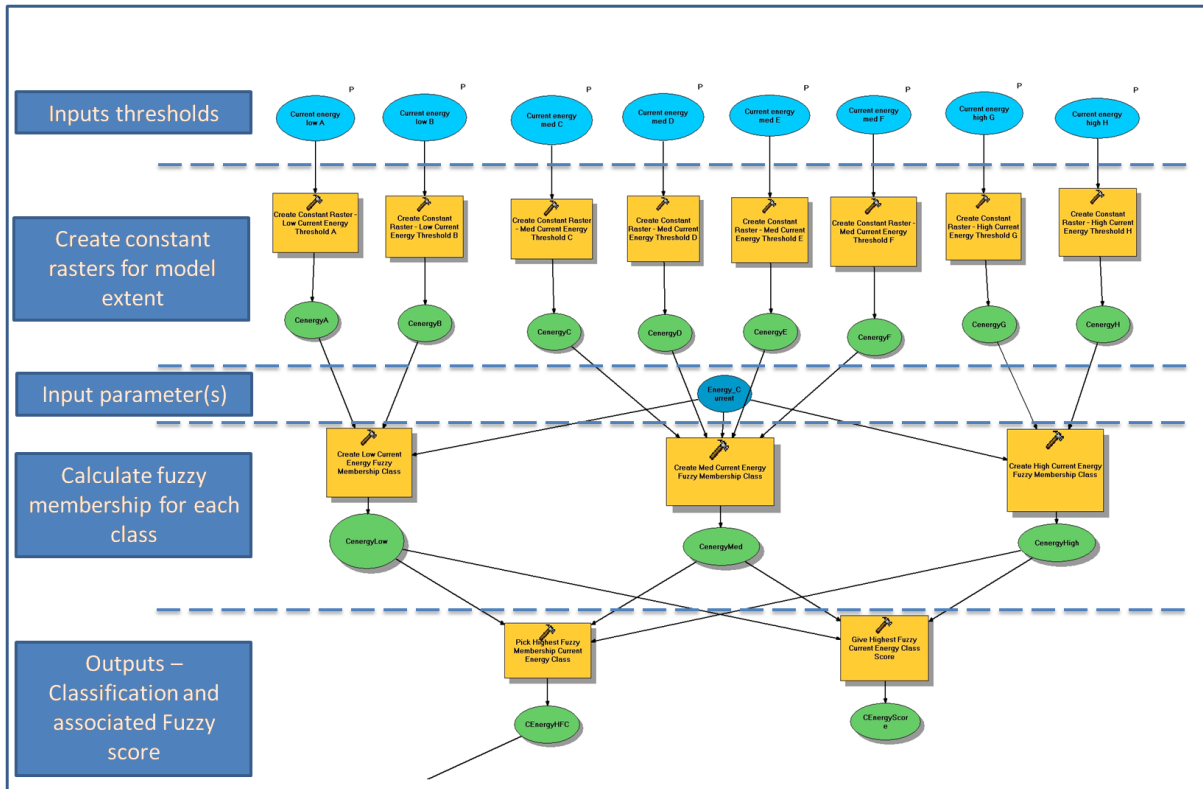 P P P P P P P P
Inputs thresholds
Current energy
low A
Current energy
low B
Current energy
med C
Current energy
med D
Current energy
med E
Current energy
med F
Current energy
high G
Current energy
high H
Create constant
rasters for model
extent
Create Constant Raster -
Low Current Energy
Threshold A
Create Constant
Raster - Low Current
Energy Threshold B
Create Constant Raster
- Med Current Energy
Threshold C
Create Constant
Raster - Med Current
Energy Threshold D
Create Constant
Raster - Med Current
Energy Threshold E
Create Constant Raster -
Med Current Energy
Threshold F
Create Constant
Raster - High Current
Energy Threshold G
Create Constant
Raster - High Current
Energy Threshold H
CenergyA
CenergyB
CenergyC
CenergyD
CenergyE
CenergyF
CenergyG
CenergyH
Input parameter(s)
Energy_C
urrent
Calculate fuzzy
membership for each
class
Create Low Current
Energy Fuzzy
Membership Class
Create Med Current Energy
Fuzzy Membership Class
Create High Current Energy
Fuzzy Membership Class
CenergyLow
CenergyMed
CenergyHigh
Outputs –
Classification and
associated Fuzzy
score
Pick Highest Fuzzy
Membership Current
Energy Class
Give Highest Fuzzy
Current Energy Class
Score
CEnergyHFC
CEnergyScor
e